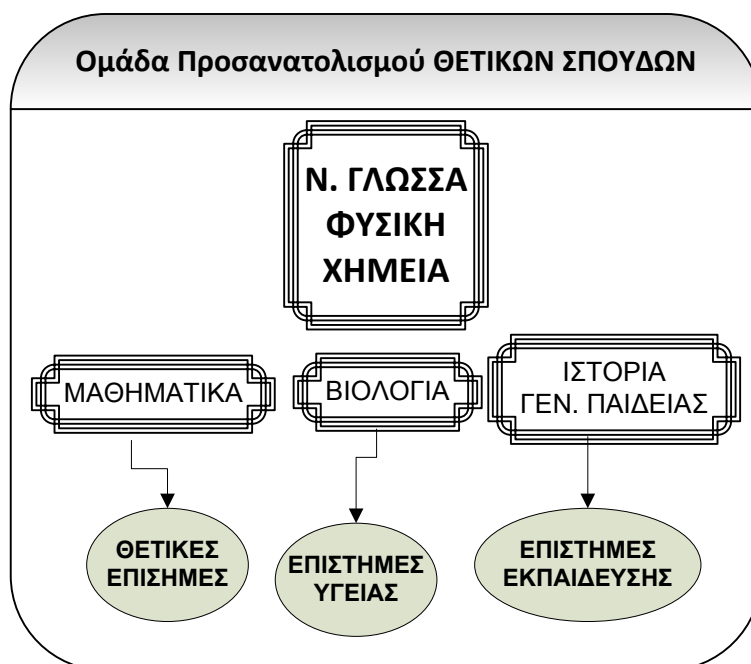 Ομάδα Προσανατολισμού ΘΕΤΙΚΩΝ ΣΠΟΥΔΩΝ
Ν. ΓΛΩΣΣΑ
ΦΥΣΙΚΗ
ΧΗΜΕΙΑ
ΜΑΘΗΜΑΤΙΚΑ
ΒΙΟΛΟΓΙΑ
ΙΣΤΟΡΙΑ
ΓΕΝ. ΠΑΙΔΕΙΑΣ
ΘΕΤΙΚΕΣ
ΕΠΙΣΗΜΕΣ
ΕΠΙΣΤΗΜΕΣ
ΥΓΕΙΑΣ
ΕΠΙΣΤΗΜΕΣ
ΕΚΠΑΙΔΕΥΣΗΣ